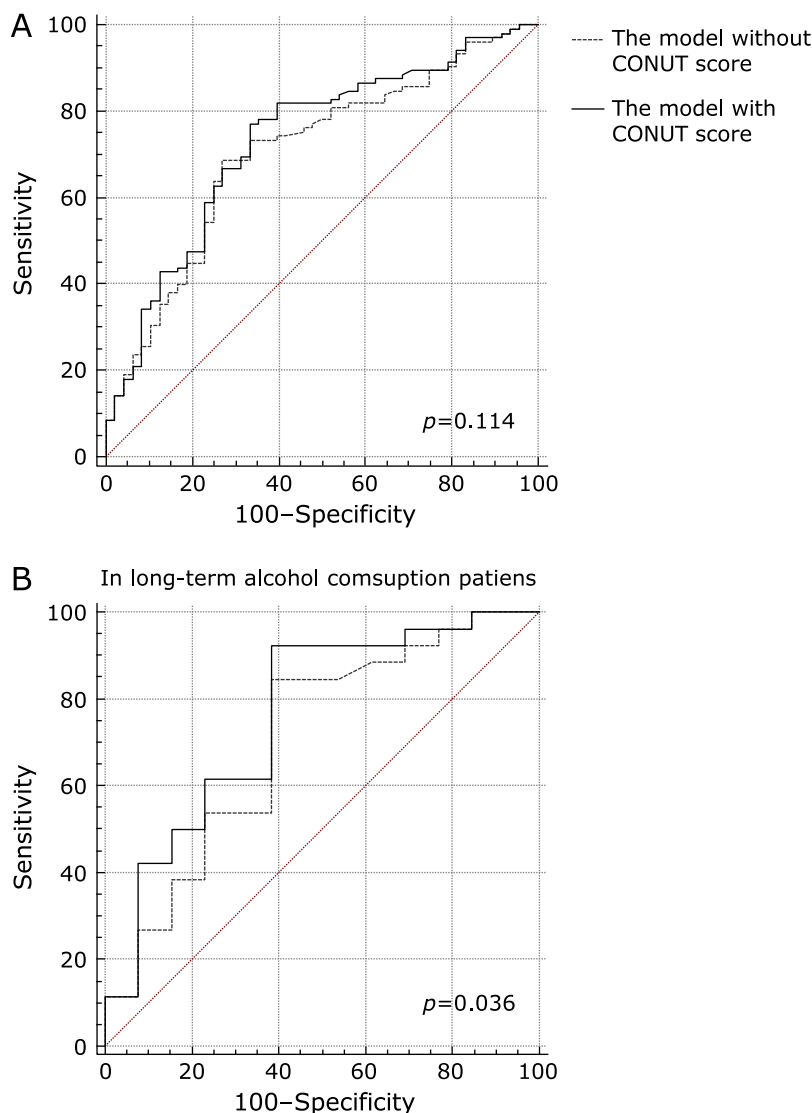 A
100
80
60
40
20
0
Sensitivity
0 20 40 60 80 100
100–Specificity
p=0.114
The model without
CONUT score
The model with
CONUT score
B In long-term alcohol comsuption patiens
100
80
60
40
20
0
Sensitivity
0 20 40 60 80 100
100–Specificity
p=0.036